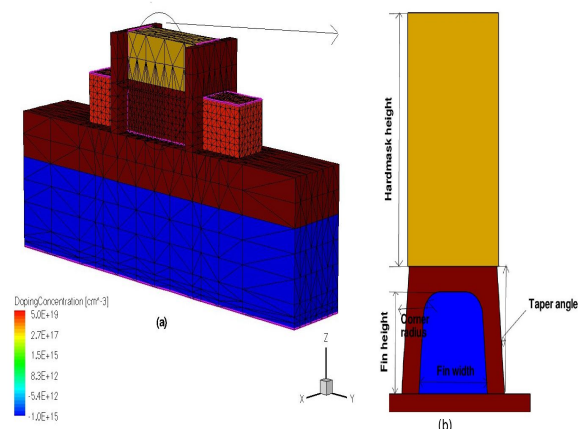 DopingConcentration [cm^-3]
5.0E+19
2.7E+17
1.5E+15
8.3E+12
-5.4E+12
-1.0E+15
(a)
Z
X
Y
Hardmask height
Fin height
Corner
radius
Fin width
Taper angle
(b)